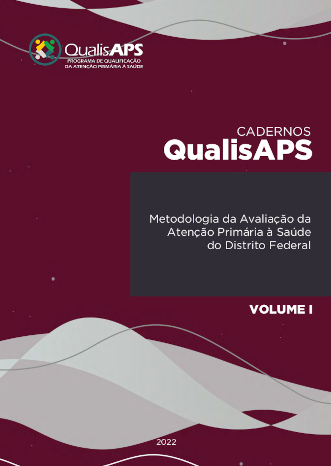 QualisAPS
PROGRAMA DE QUALIFICAÇÃO
DA ATENÇÃO PRIMÁRIA À SAÚDE
CADERNOS
QualisAPS
Metodologia da Avaliação da
Atenção Primária à Saúde
do Distrito Federal
VOLUME I
2022